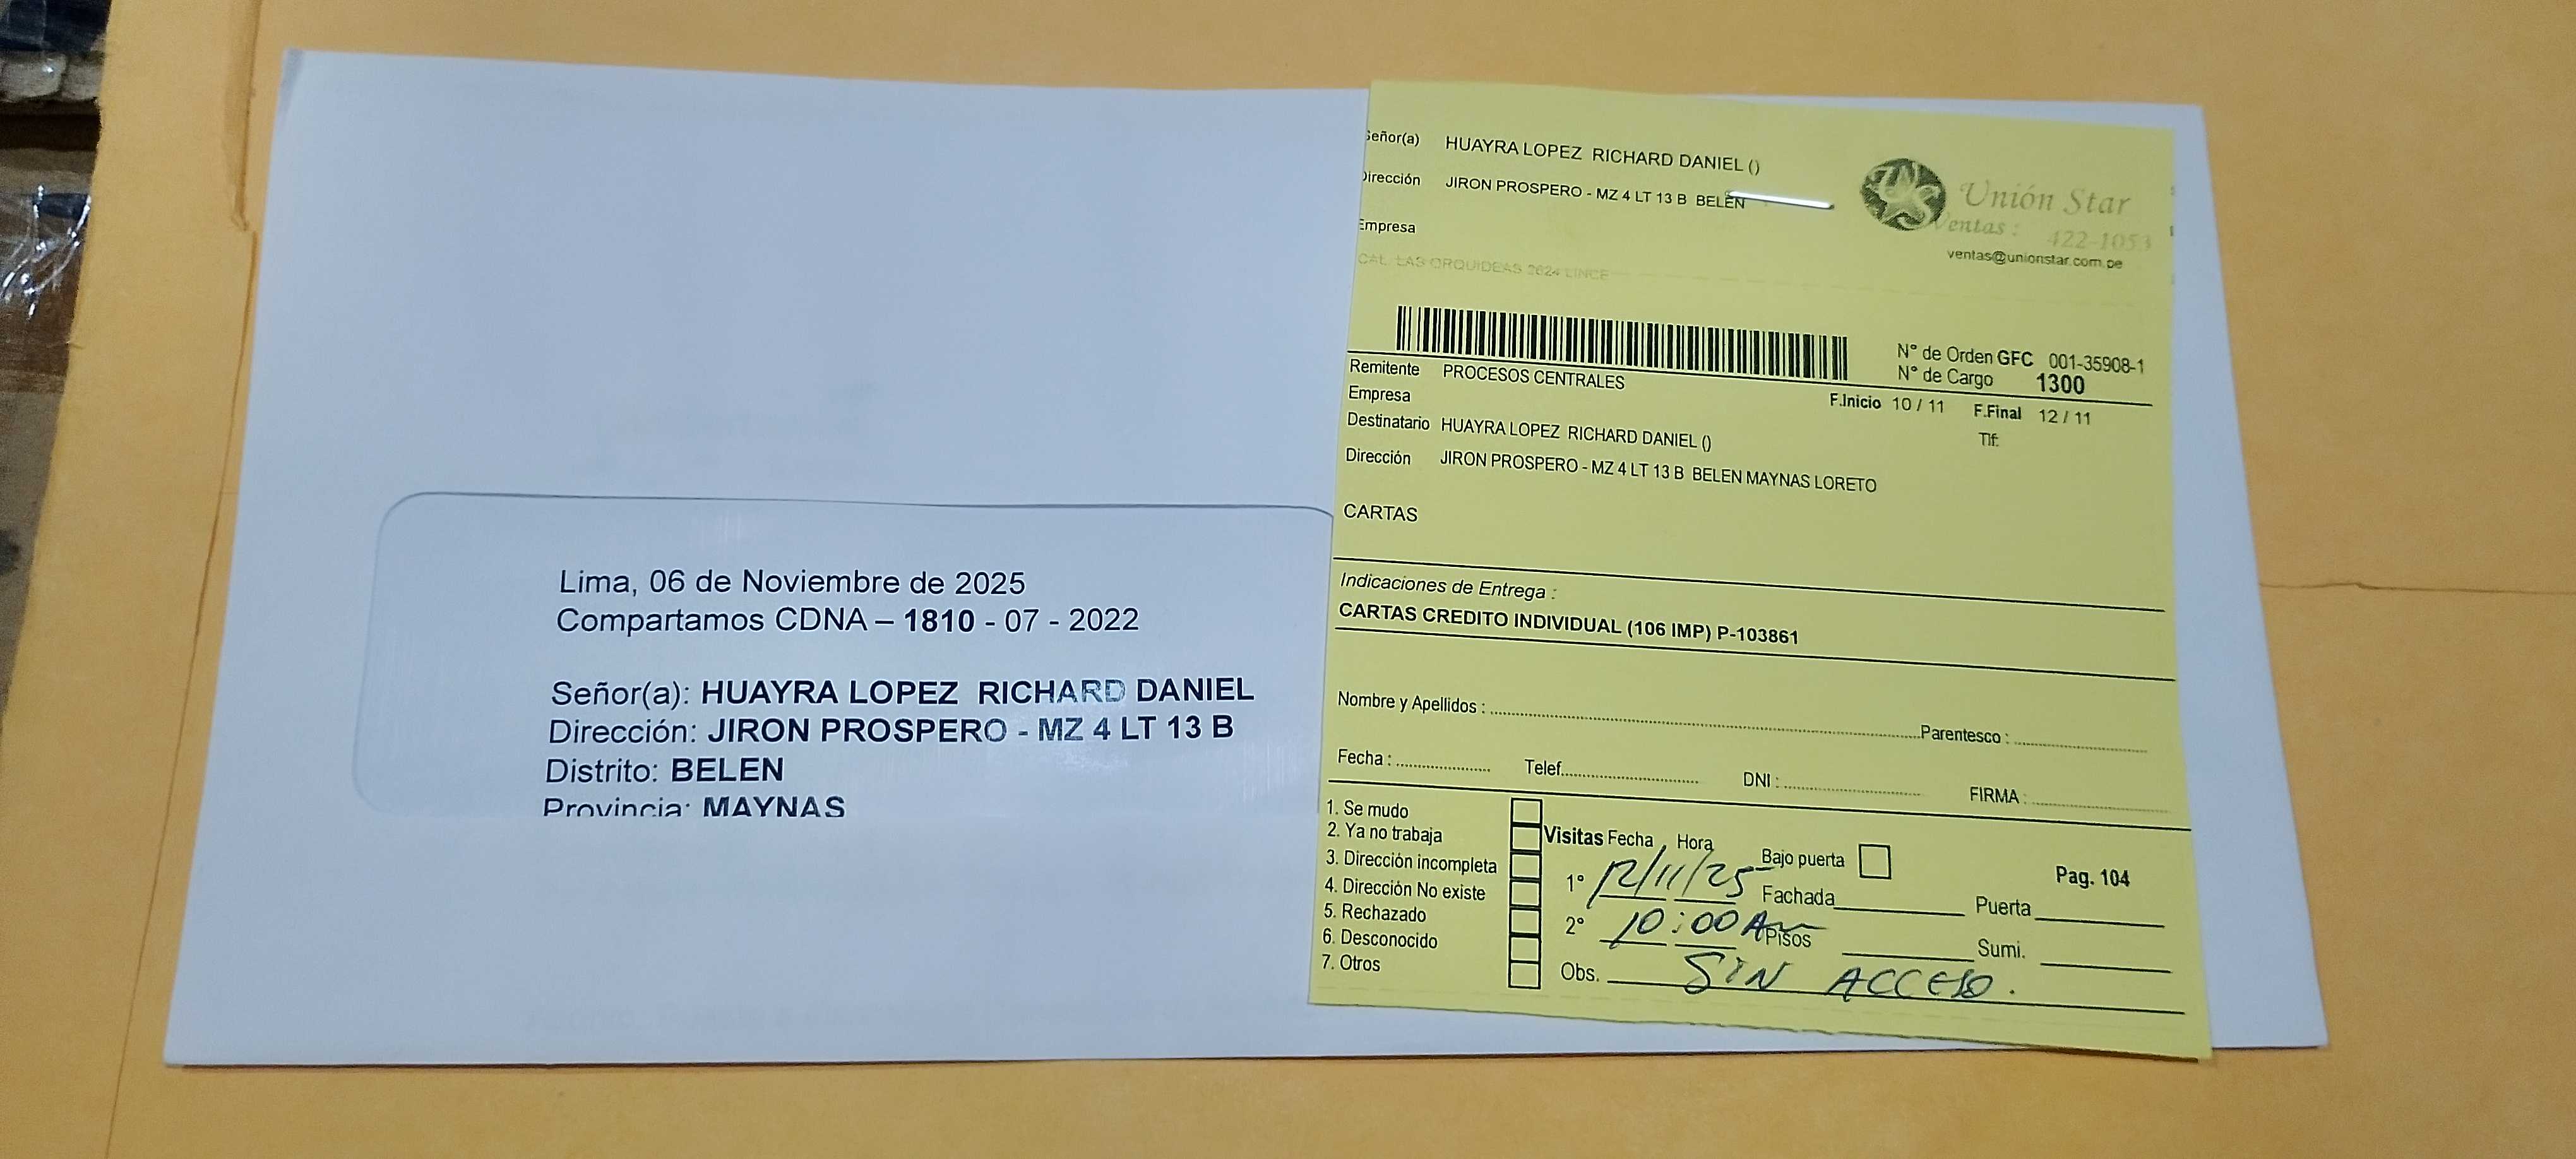 Lima, 06 de Noviembre de 2025
Compartamos CDNA – 1810 - 07 - 2022
Señor(a): HUAYRA LOPEZ RICHARD DANIEL
Dirección: JIRON PROSPERO - MZ 4 LT 13 B
Distrito: BELEN
Provincia: MAYNAS
Señor(a) HUAYRA LOPEZ RICHARD DANIEL ()
Dirección JIRON PROSPERO - MZ 4 LT 13 B BELEN
Empresa
CAL. LAS ORQUIDEAS 2624 LINCE
Unión Star
Ventas : 422-1053
ventas@unionstar.com.pe
N° de Orden GFC 001-35908-1
N° de Cargo 1300
Remitente PROCESOS CENTRALES
Empresa
F.Inicio 10 / 11 F.Final 12 / 11
Destinatario HUAYRA LOPEZ RICHARD DANIEL ()
Tlf:
Dirección JIRON PROSPERO - MZ 4 LT 13 B BELEN MAYNAS LORETO
CARTAS
Indicaciones de Entrega :
CARTAS CREDITO INDIVIDUAL (106 IMP) P-103861
Nombre y Apellidos : Parentesco :
Fecha : Telef. DNI : FIRMA :
1. Se mudo
2. Ya no trabaja
3. Dirección incompleta
4. Dirección No existe
5. Rechazado
6. Desconocido
7. Otros
Visitas Fecha Hora Bajo puerta
1° 12/11/25 Fachada Puerta
2° 10:00 Am Pisos Sumi.
Obs. SIN ACCESO.
Pag. 104